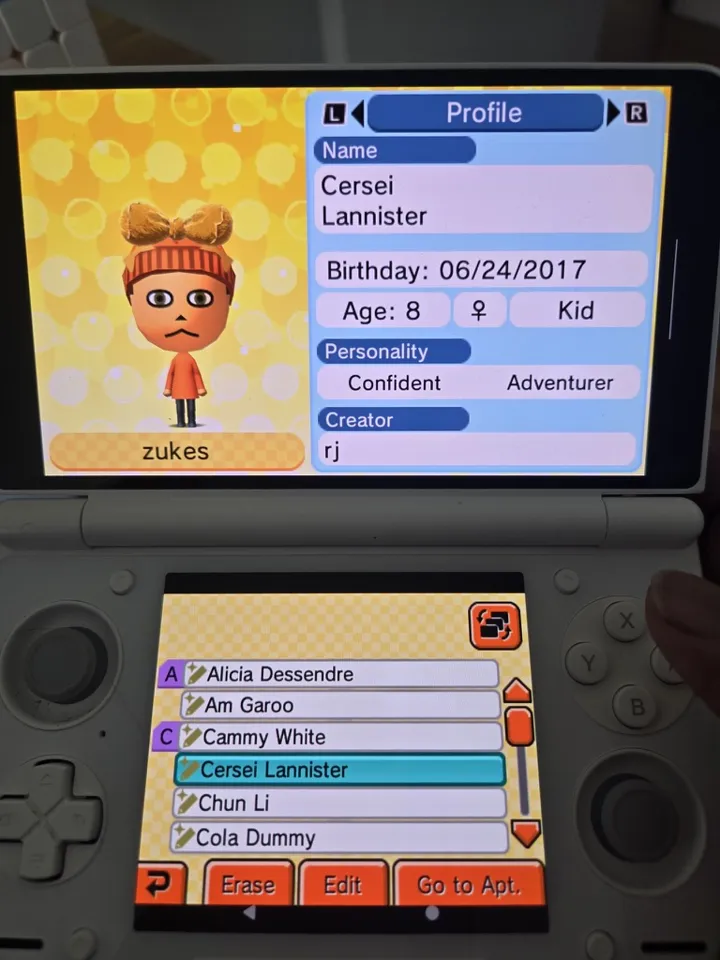 L
Profile
R
Name
Cersei
Lannister
Birthday: 06/24/2017
Age: 8
♀
Kid
Personality
Confident
Adventurer
Creator
rj
zukes
A
Alicia Dessendre
Am Garoo
C
Cammy White
Cersei Lannister
Chun Li
Cola Dummy
Erase
Edit
Go to Apt.
X
Y
B